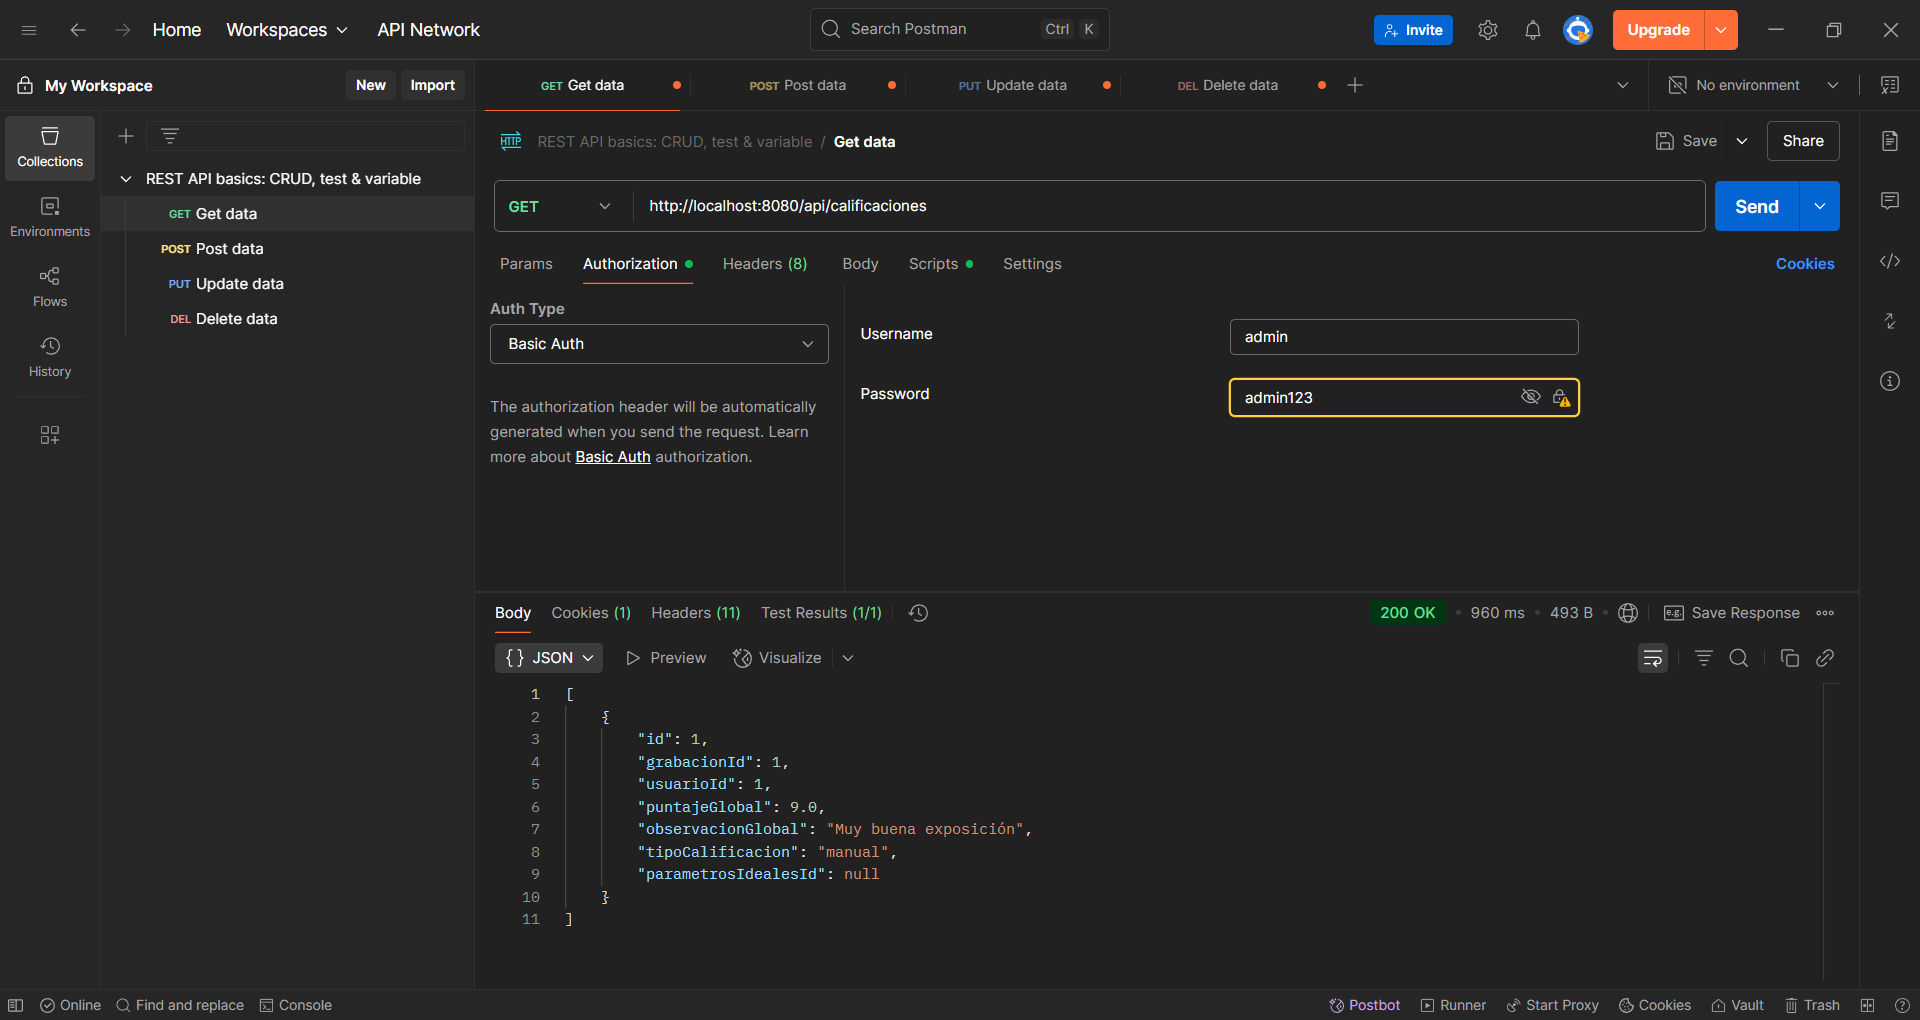 Home Workspaces API Network Search Postman Ctrl K Invite Upgrade
My Workspace New Import
GET Get data POST Post data PUT Update data DEL Delete data No environment
Collections
Environments
Flows
History
REST API basics: CRUD, test & variable
GET Get data
POST Post data
PUT Update data
DEL Delete data
HTTP REST API basics: CRUD, test & variable / Get data Save Share
GET http://localhost:8080/api/calificaciones Send
Params Authorization Headers (8) Body Scripts Settings Cookies
Auth Type
Basic Auth
The authorization header will be automatically
generated when you send the request. Learn
more about Basic Auth authorization.
Username admin
Password admin123
Body Cookies (1) Headers (11) Test Results (1/1) 200 OK 960 ms 493 B e.g. Save Response
{} JSON Preview Visualize
1 [
2 {
3 "id": 1,
4 "grabacionId": 1,
5 "usuarioId": 1,
6 "puntajeGlobal": 9.0,
7 "observacionGlobal": "Muy buena exposición",
8 "tipoCalificacion": "manual",
9 "parametrosIdealesId": null
10 }
11 ]
Online Find and replace Console Postbot Runner Start Proxy Cookies Vault Trash